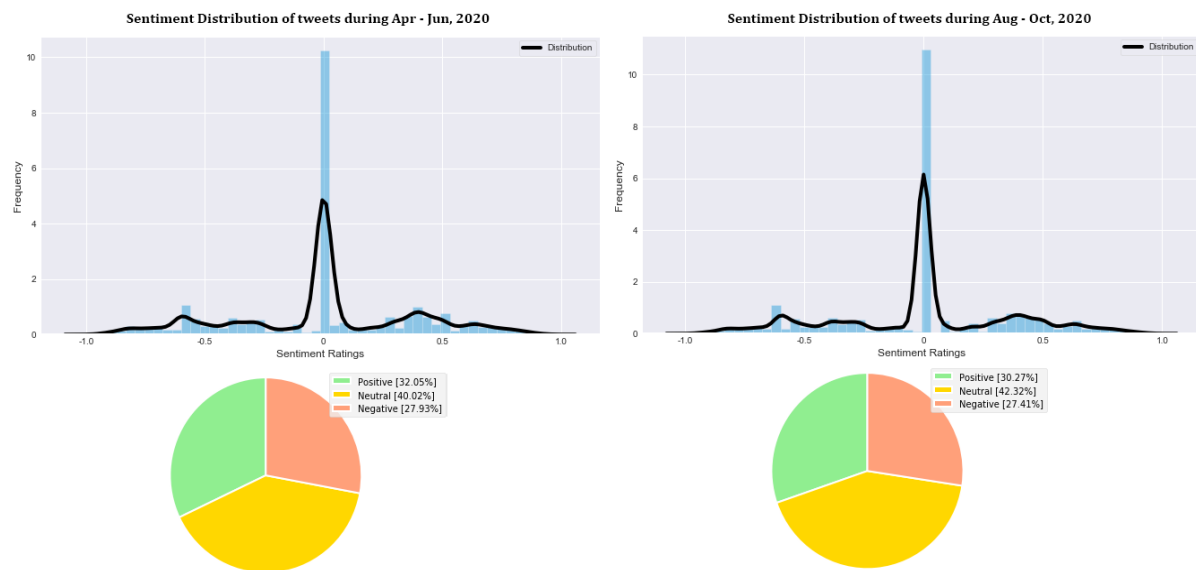 Sentiment Distribution of tweets during Apr - Jun, 2020
Distribution
10
8
6
4
2
0
Frequency
-1.0
-0.5
0
0.5
1.0
Sentiment Ratings
Positive [32.05%]
Neutral [40.02%]
Negative [27.93%]
Sentiment Distribution of tweets during Aug - Oct, 2020
Distribution
10
8
6
4
2
0
Frequency
-1.0
-0.5
0
0.5
1.0
Sentiment Ratings
Positive [30.27%]
Neutral [42.32%]
Negative [27.41%]